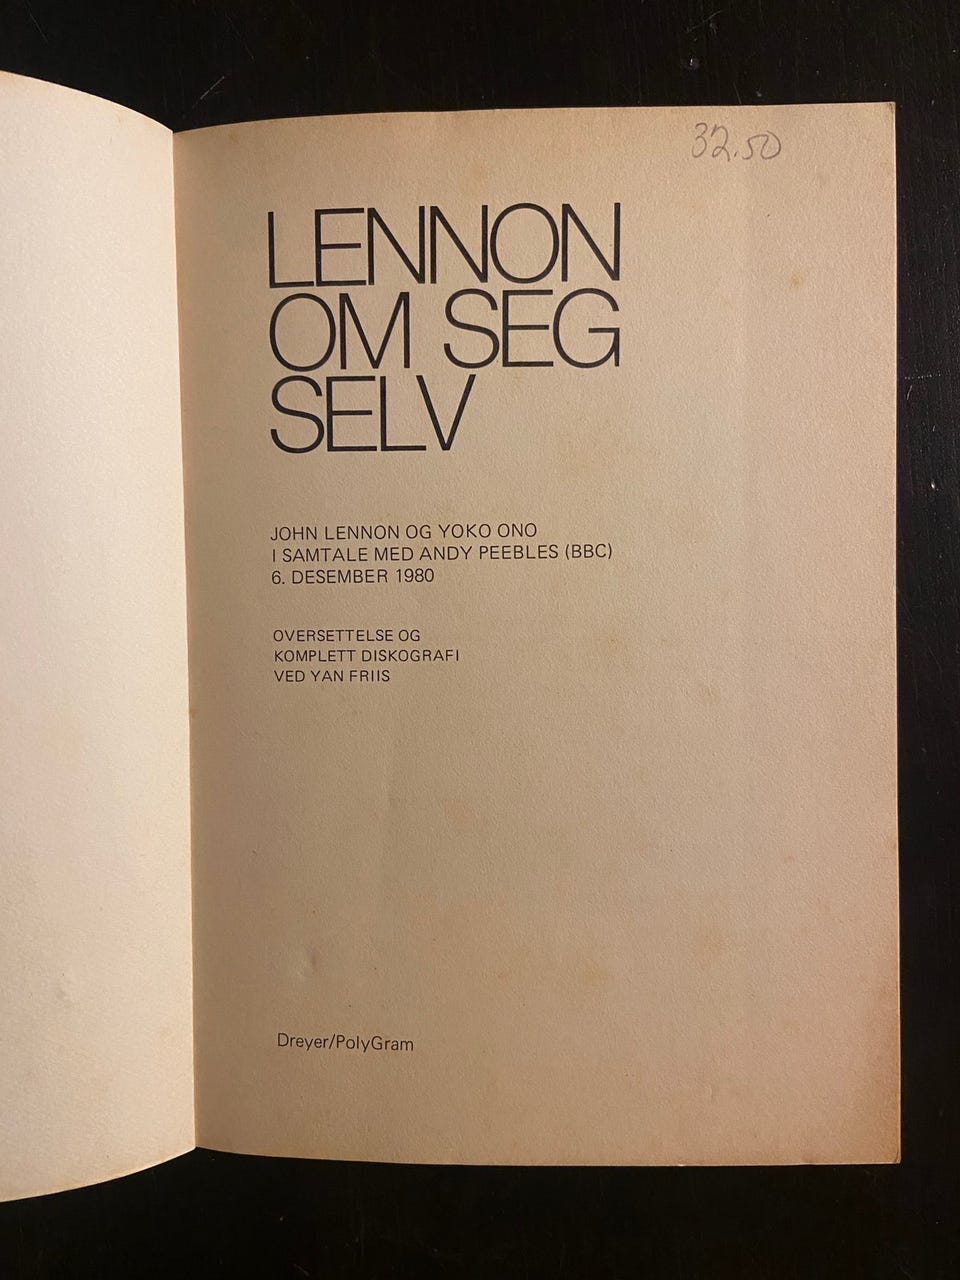 32.50
LENNON
OM SEG
SELV
JOHN LENNON OG YOKO ONO
I SAMTALE MED ANDY PEEBLES (BBC)
6. DESEMBER 1980
OVERSETTELSE OG
KOMPLETT DISKOGRAFI
VED YAN FRIIS
Dreyer/PolyGram